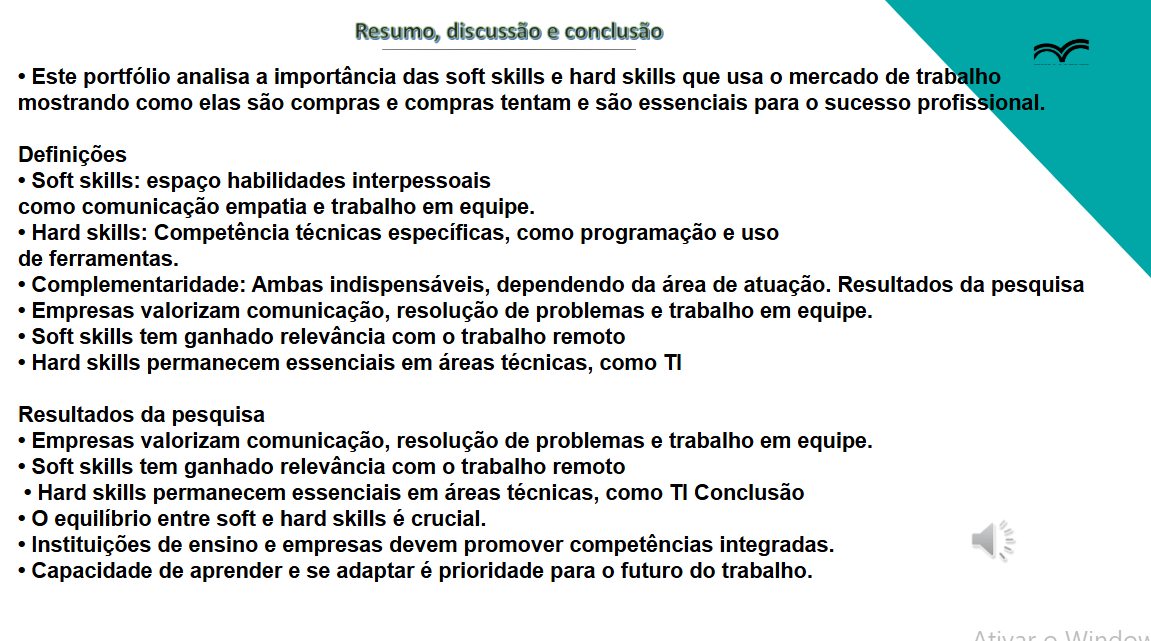 Resumo, discussão e conclusão
• Este portfólio analisa a importância das soft skills e hard skills que usa o mercado de trabalho
mostrando como elas são compras e compras tentam e são essenciais para o sucesso profissional.
Definições
• Soft skills: espaço habilidades interpessoais
como comunicação empatia e trabalho em equipe.
• Hard skills: Competência técnicas específicas, como programação e uso
de ferramentas.
• Complementaridade: Ambas indispensáveis, dependendo da área de atuação. Resultados da pesquisa
• Empresas valorizam comunicação, resolução de problemas e trabalho em equipe.
• Soft skills tem ganhado relevância com o trabalho remoto
• Hard skills permanecem essenciais em áreas técnicas, como TI
Resultados da pesquisa
• Empresas valorizam comunicação, resolução de problemas e trabalho em equipe.
• Soft skills tem ganhado relevância com o trabalho remoto
• Hard skills permanecem essenciais em áreas técnicas, como TI Conclusão
• O equilíbrio entre soft e hard skills é crucial.
• Instituições de ensino e empresas devem promover competências integradas.
• Capacidade de aprender e se adaptar é prioridade para o futuro do trabalho.
Ativar o Window